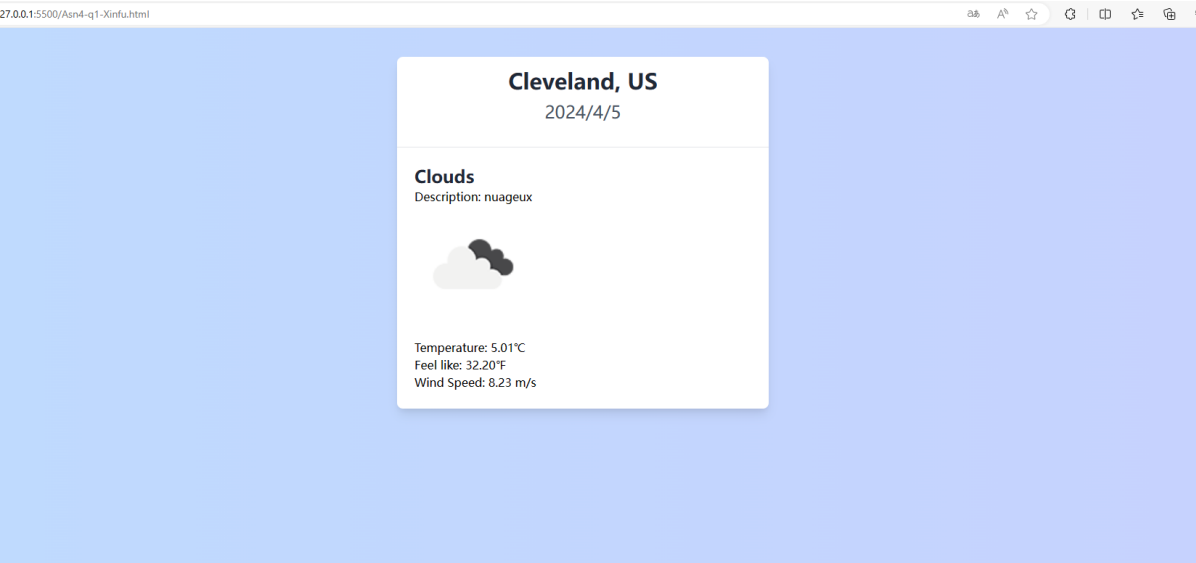 27.0.0.1:5500/Asn4-q1-Xinfu.html
Cleveland, US
2024/4/5
Clouds
Description: nuageux
Temperature: 5.01°C
Feel like: 32.20°F
Wind Speed: 8.23 m/s